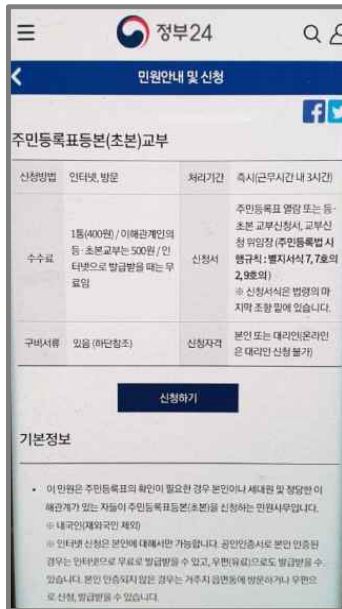 정부24
민원안내 및 신청
주민등록표등본(초본)교부
신청방법
인터넷, 방문
처리기간
즉시(근무시간 내 3시간)
수수료
1통(400원) / 이해관계인의
등·초본교부는 500원 / 인
터넷으로 발급받을 때는 무
료임
신청서
주민등록표 열람 또는 등·
초본 교부신청서, 교부신
청 위임장 (주민등록법 시
행규칙 : 별지서식 7, 7호의
2, 9호의)
※ 신청서식은 법령의 마
지막 조항 밑에 있습니다.
구비서류
있음 (하단참조)
신청자격
본인 또는 대리인(온라인
은 대리인 신청 불가)
신청하기
기본정보
• 이 민원은 주민등록표의 확인이 필요한 경우 본인이나 세대원 및 정당한 이
해관계가 있는 자들이 주민등록표등본(초본)을 신청하는 민원사무입니다.
※ 내국인(재외국민 제외)
※ 인터넷 신청은 본인에 대해서만 가능합니다. 공인인증서로 본인 인증된
경우는 인터넷으로 무료로 발급받을 수 있고, 우편(유료)으로도 발급받을 수
있습니다. 본인 인증되지 않은 경우는 거주지 읍면동에 방문하거나 우편으
로 신청, 발급받을 수 있습니다.